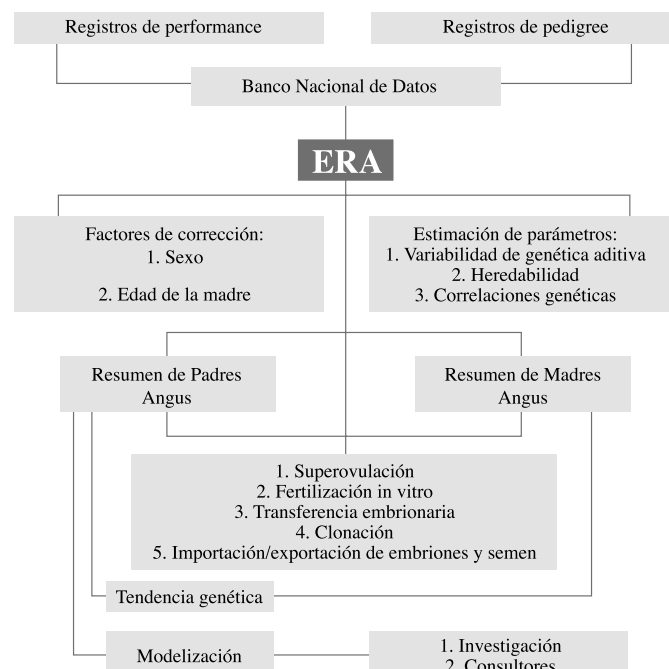 Registros de performance
Registros de pedigree
Banco Nacional de Datos
ERA
Factores de corrección:
1. Sexo
2. Edad de la madre
Estimación de parámetros:
1. Variabilidad de genética aditiva
2. Heredabilidad
3. Correlaciones genéticas
Resumen de Padres
Angus
Resumen de Madres
Angus
1. Superovulación
2. Fertilización in vitro
3. Transferencia embrionaria
4. Clonación
5. Importación/exportación de embriones y semen
Tendencia genética
Modelización
1. Investigación
2. Consultores